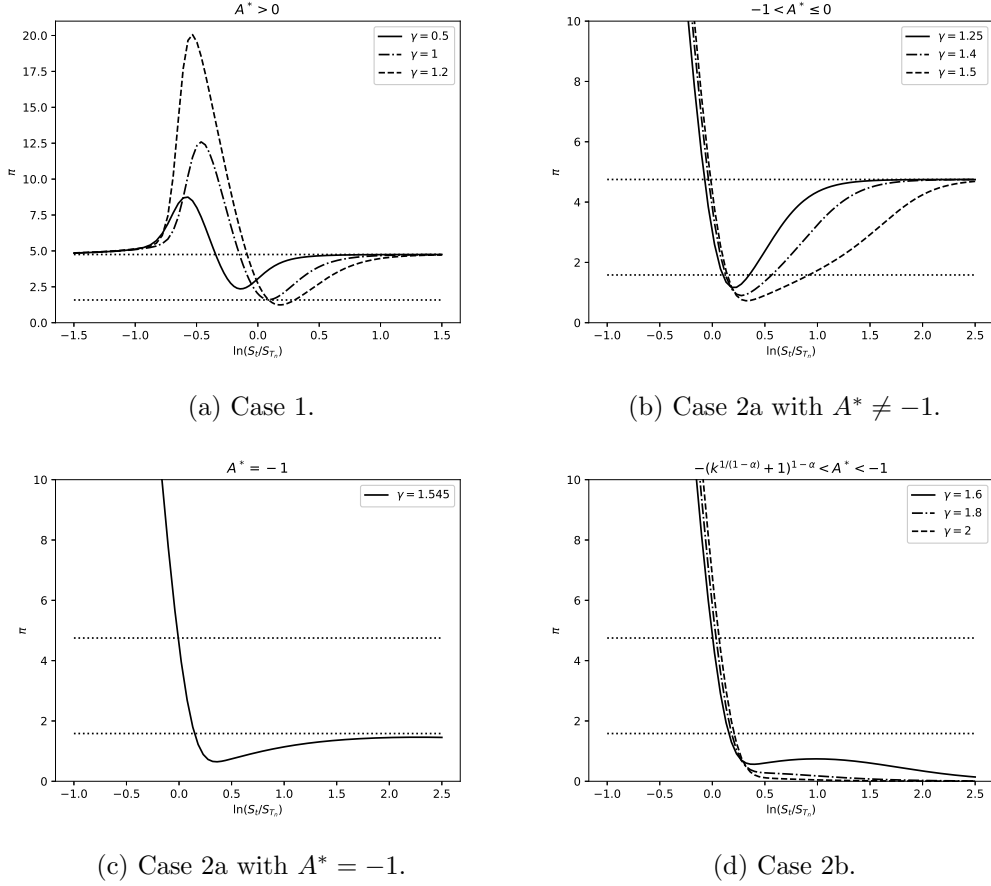 A* > 0
20.0
17.5
15.0
12.5
10.0
7.5
5.0
2.5
0.0
π
γ = 0.5
γ = 1
γ = 1.2
−1.5 −1.0 −0.5 0.0 0.5 1.0 1.5
ln(S_t/S_{T_n})
(a) Case 1.
−1 < A* ≤ 0
10
8
6
4
2
0
π
γ = 1.25
γ = 1.4
γ = 1.5
−1.0 −0.5 0.0 0.5 1.0 1.5 2.0 2.5
ln(S_t/S_{T_n})
(b) Case 2a with A* ≠ −1.
A* = −1
10
8
6
4
2
0
π
γ = 1.545
−1.0 −0.5 0.0 0.5 1.0 1.5 2.0 2.5
ln(S_t/S_{T_n})
(c) Case 2a with A* = −1.
−(k^{1/(1 − α)} + 1)^{1 − α} < A* < −1
10
8
6
4
2
0
π
γ = 1.6
γ = 1.8
γ = 2
−1.0 −0.5 0.0 0.5 1.0 1.5 2.0 2.5
ln(S_t/S_{T_n})
(d) Case 2b.